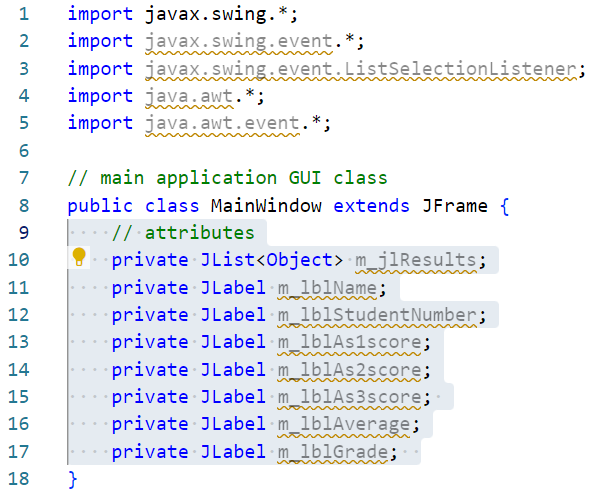 1 import javax.swing.*;
2 import javax.swing.event.*;
3 import javax.swing.event.ListSelectionListener;
4 import java.awt.*;
5 import java.awt.event.*;
6
7 // main application GUI class
8 public class MainWindow extends JFrame {
9 // attributes
10 private JList<Object> m_jlResults;
11 private JLabel m_lblName;
12 private JLabel m_lblStudentNumber;
13 private JLabel m_lblAs1score;
14 private JLabel m_lblAs2score;
15 private JLabel m_lblAs3score;
16 private JLabel m_lblAverage;
17 private JLabel m_lblGrade;
18 }